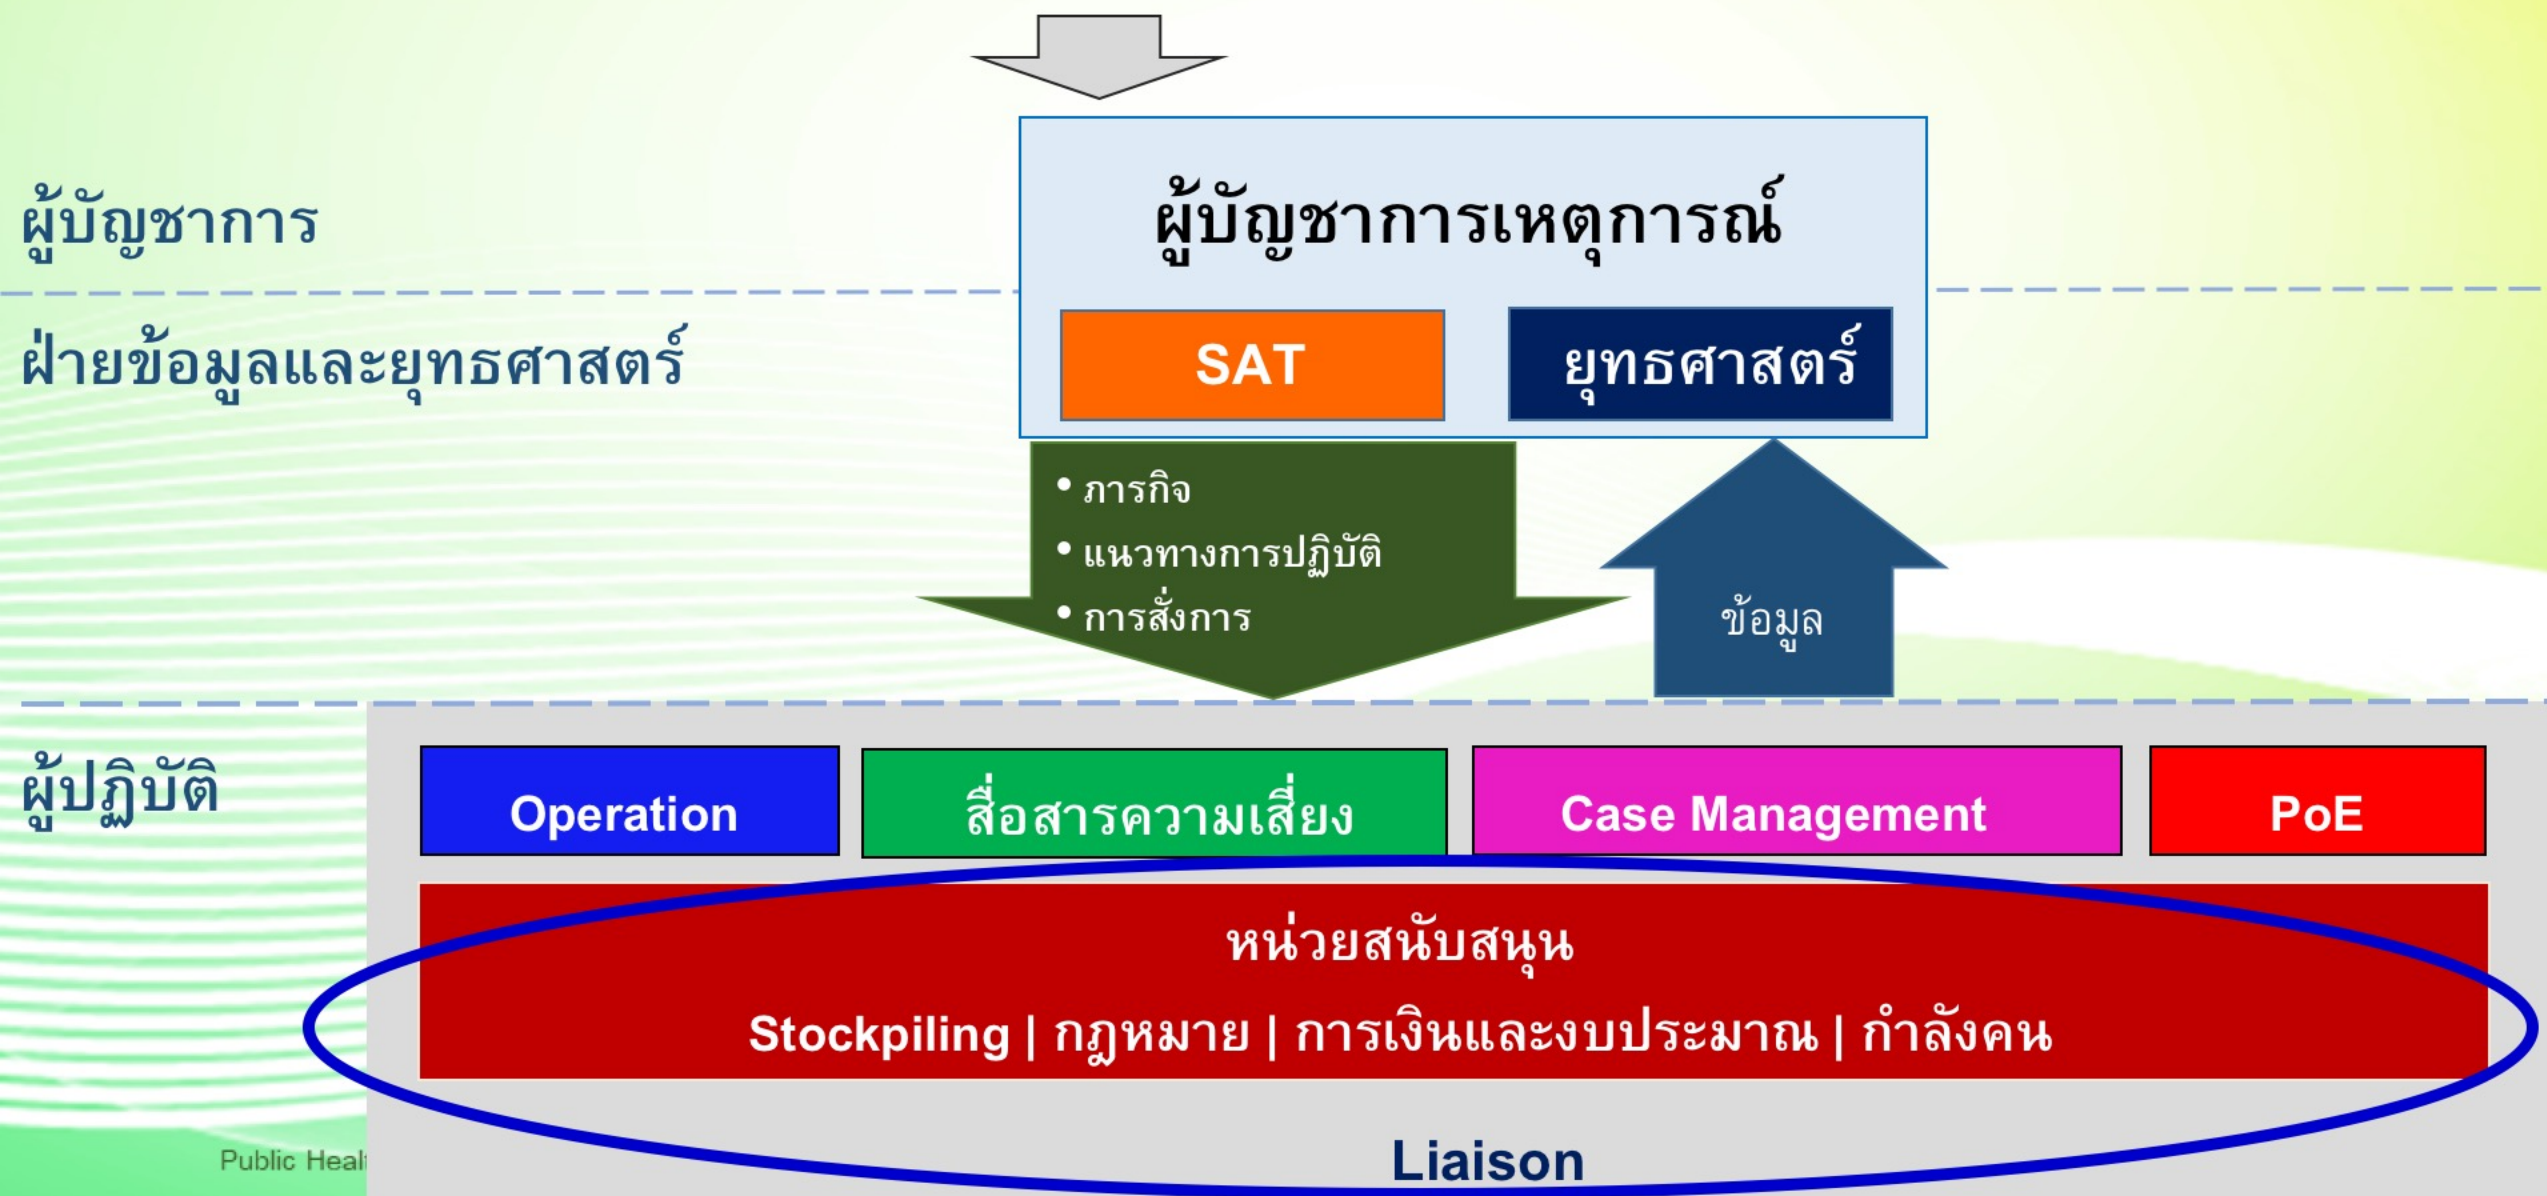 ผู้บัญชาการ
ผู้บัญชาการเหตุการณ์
ฝ่ายข้อมูลและยุทธศาสตร์
SAT
ยุทธศาสตร์
• ภารกิจ
• แนวทางการปฏิบัติ
• การสั่งการ
ข้อมูล
ผู้ปฏิบัติ
Operation
สื่อสารความเสี่ยง
Case Management
PoE
หน่วยสนับสนุน
Stockpiling | กฎหมาย | การเงินและงบประมาณ | กำลังคน
Liaison
Public